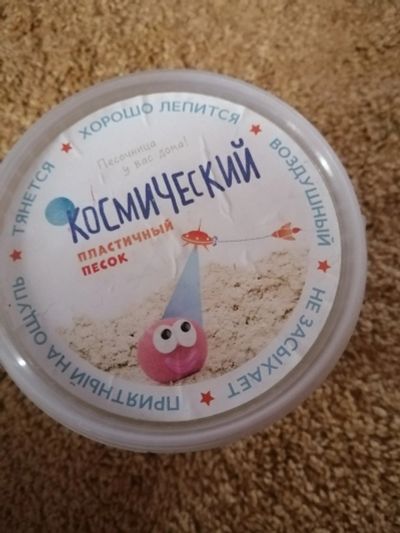 Песочница
у вас дома!
КОСМИЧЕСКИЙ
ПЛАСТИЧНЫЙ
ПЕСОК
ТЯНЕТСЯ
ХОРОШО ЛЕПИТСЯ
ВОЗДУШНЫЙ
НЕ ЗАСЫХАЕТ
ПРИЯТНЫЙ НА ОЩУПЬ